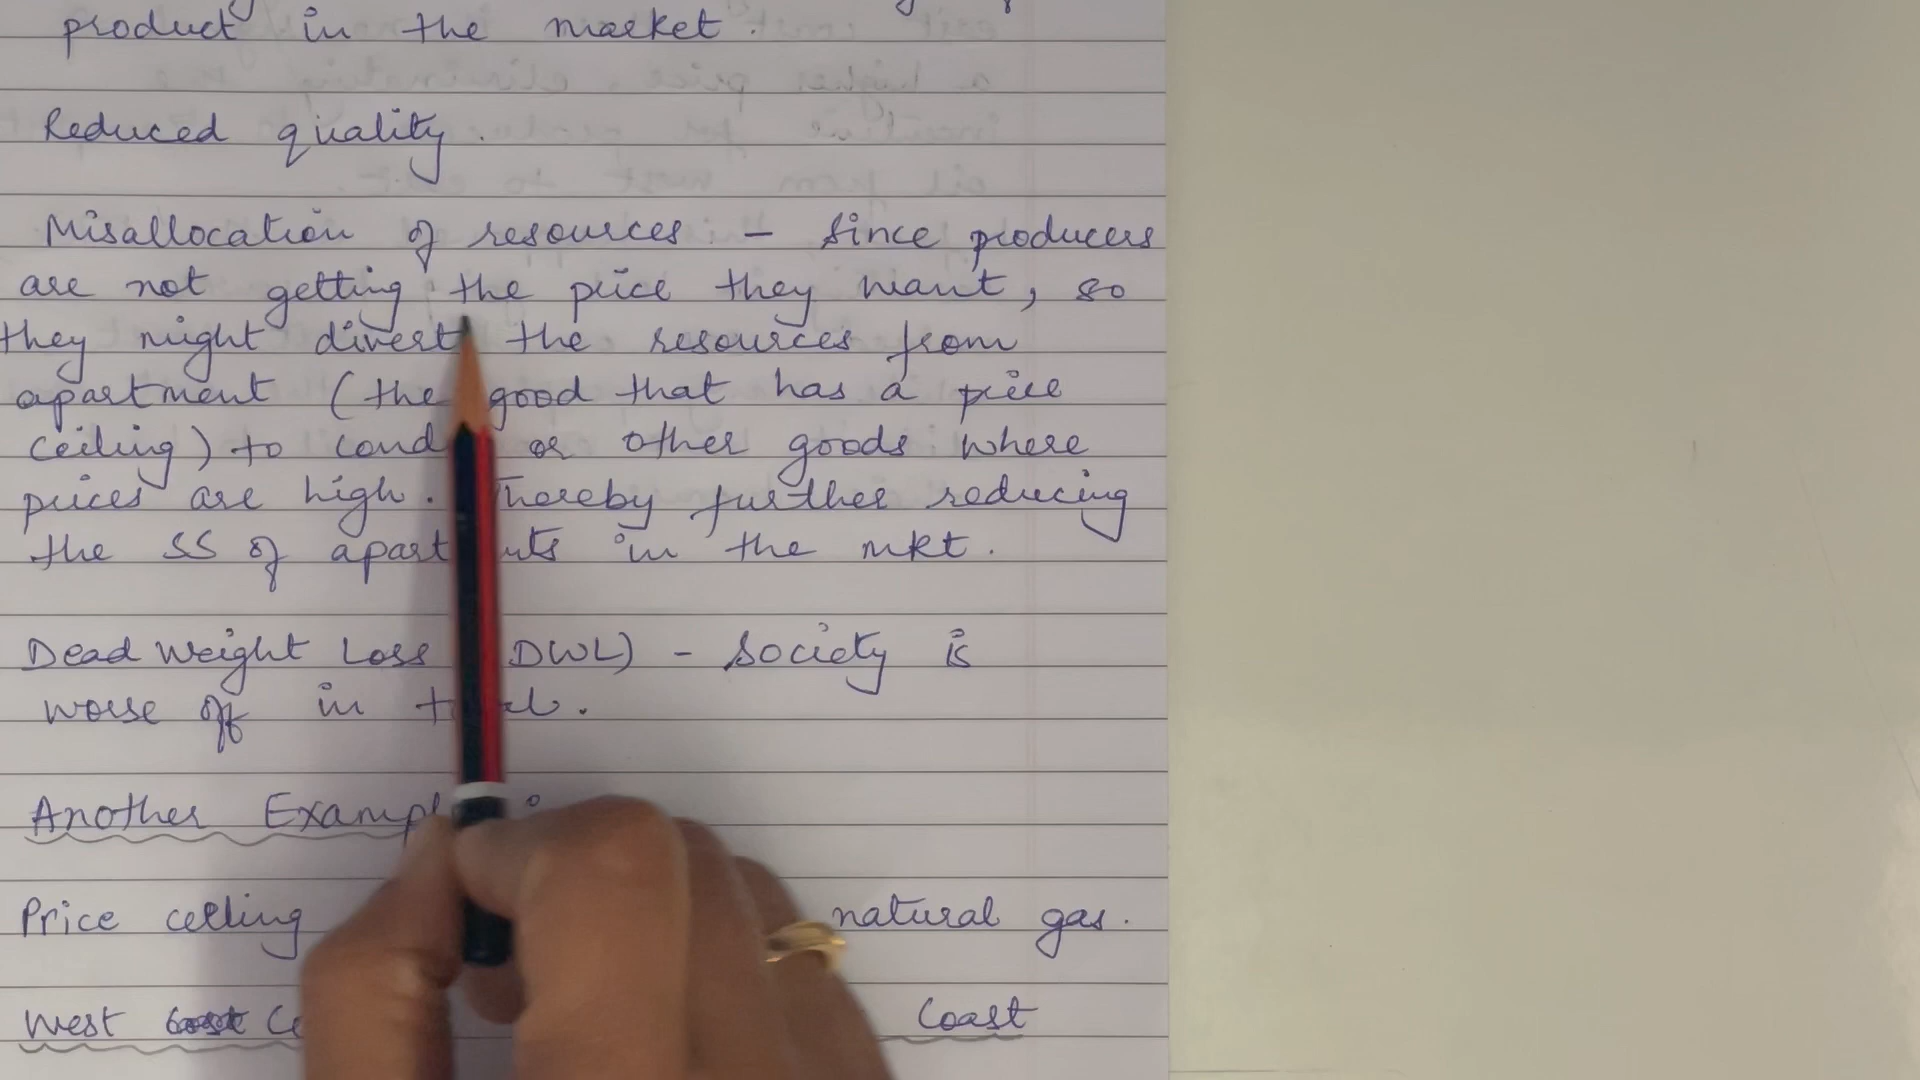 product in the market.
Reduced quality.
Misallocation of resources - Since producers
are not getting the price they want, so
they might divert the resources from
apartment (the good that has a price
ceiling) to cond or other goods where
prices are high. Thereby further reducing
the SS of apart nts in the mkt.
Dead Weight Loss (DWL) - Society is
worse off in
Another Exampl
Price ceiling natural gas.
West Coast